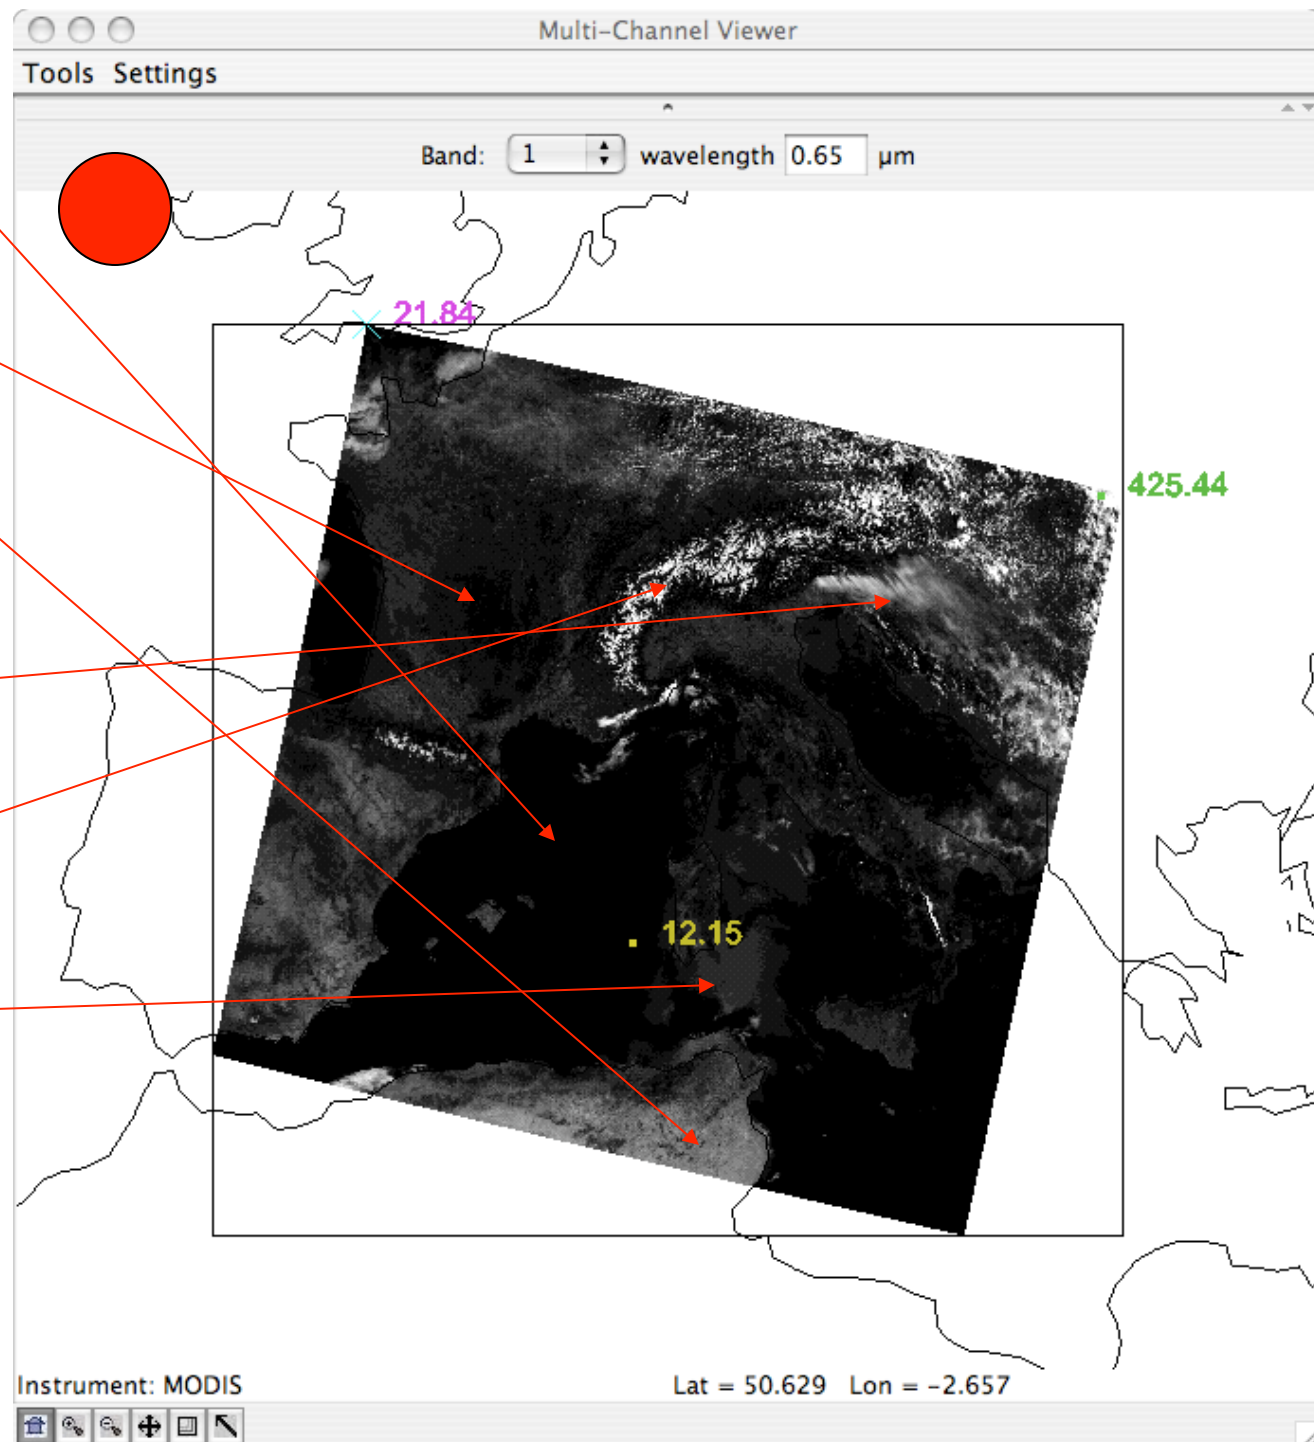 Multi-Channel Viewer
Tools Settings
Band: 1 wavelength 0.65 µm
21.84
425.44
12.15
Instrument: MODIS
Lat = 50.629 Lon = -2.657